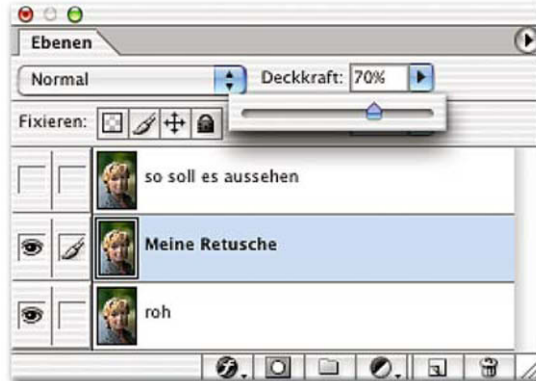 Ebenen
Normal Deckkraft: 70%
Fixieren:
so soll es aussehen
Meine Retusche
roh